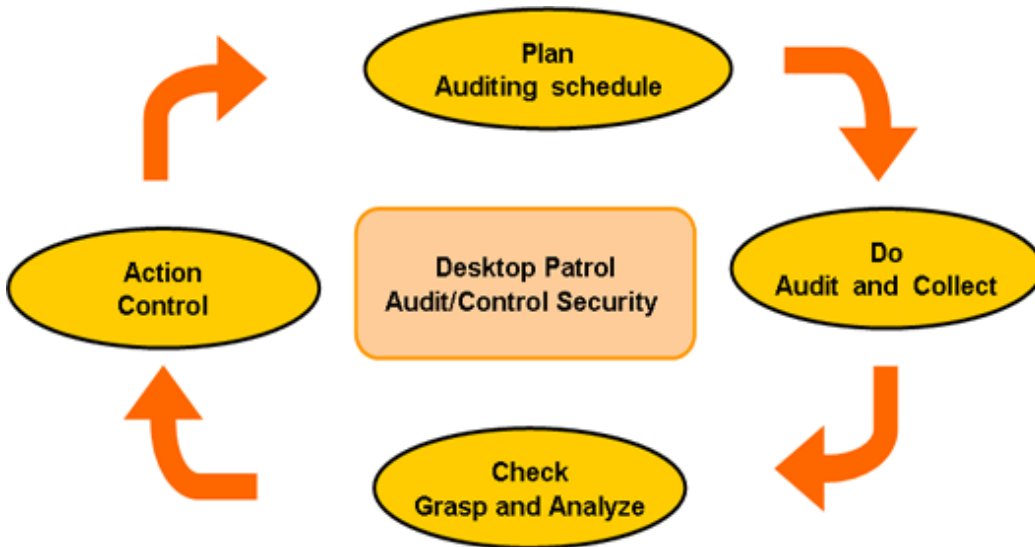 Plan
Auditing schedule
Do
Audit and Collect
Desktop Patrol
Audit/Control Security
Action
Control
Check
Grasp and Analyze